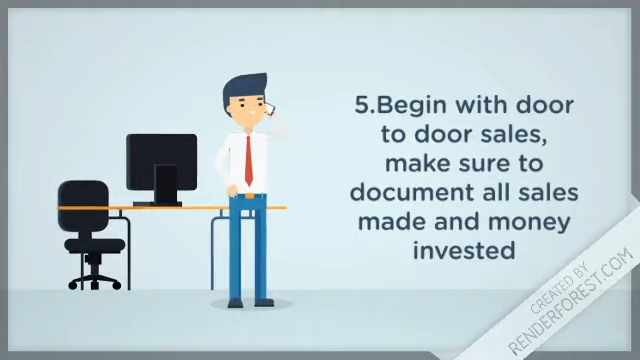 5.Begin with door
to door sales,
make sure to
document all sales
made and money
invested
CREATED BY
RENDERFOREST.COM